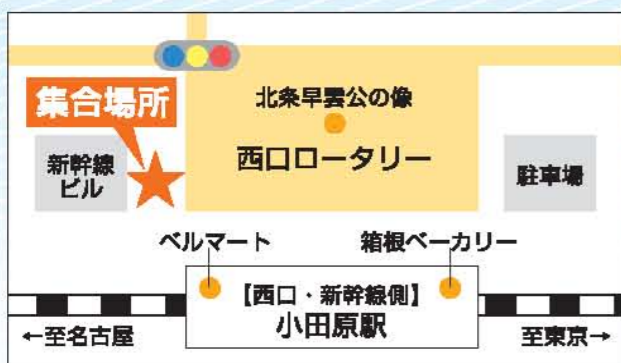 集合場所
北条早雲公の像
西口ロータリー
新幹線
ビル
駐車場
ベルマート
箱根ベーカリー
【西口・新幹線側】
小田原駅
←至名古屋
至東京→